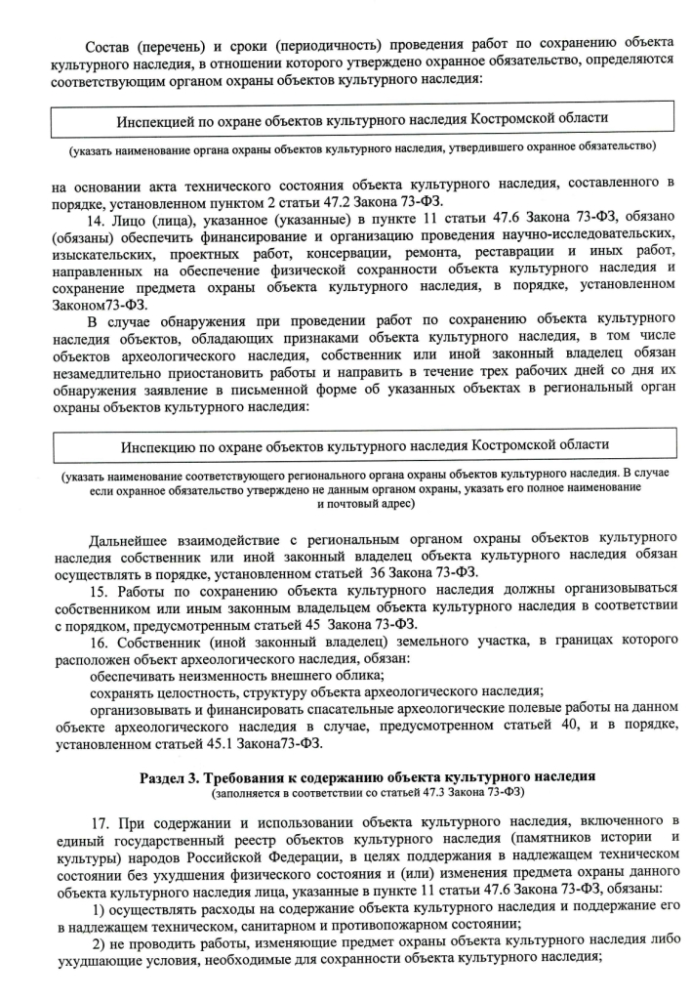 Состав (перечень) и сроки (периодичность) проведения работ по сохранению объекта
культурного наследия, в отношении которого утверждено охранное обязательство, определяются
соответствующим органом охраны объектов культурного наследия:
Инспекцией по охране объектов культурного наследия Костромской области
(указать наименование органа охраны объектов культурного наследия, утвердившего охранное обязательство)
на основании акта технического состояния объекта культурного наследия, составленного в
порядке, установленном пунктом 2 статьи 47.2 Закона 73-ФЗ.
14. Лицо (лица), указанное (указанные) в пункте 11 статьи 47.6 Закона 73-ФЗ, обязано
(обязаны) обеспечить финансирование и организацию проведения научно-исследовательских,
изыскательских, проектных работ, консервации, ремонта, реставрации и иных работ,
направленных на обеспечение физической сохранности объекта культурного наследия и
сохранение предмета охраны объекта культурного наследия, в порядке, установленном
Законом73-ФЗ.
В случае обнаружения при проведении работ по сохранению объекта культурного
наследия объектов, обладающих признаками объекта культурного наследия, в том числе
объектов археологического наследия, собственник или иной законный владелец обязан
незамедлительно приостановить работы и направить в течение трех рабочих дней со дня их
обнаружения заявление в письменной форме об указанных объектах в региональный орган
охраны объектов культурного наследия:
Инспекцию по охране объектов культурного наследия Костромской области
(указать наименование соответствующего регионального органа охраны объектов культурного наследия. В случае
если охранное обязательство утверждено не данным органом охраны, указать его полное наименование
и почтовый адрес)
Дальнейшее взаимодействие с региональным органом охраны объектов культурного
наследия собственник или иной законный владелец объекта культурного наследия обязан
осуществлять в порядке, установленном статьей 36 Закона 73-ФЗ.
15. Работы по сохранению объекта культурного наследия должны организовываться
собственником или иным законным владельцем объекта культурного наследия в соответствии
с порядком, предусмотренным статьей 45 Закона 73-ФЗ.
16. Собственник (иной законный владелец) земельного участка, в границах которого
расположен объект археологического наследия, обязан:
обеспечивать неизменность внешнего облика;
сохранять целостность, структуру объекта археологического наследия;
организовывать и финансировать спасательные археологические полевые работы на данном
объекте археологического наследия в случае, предусмотренном статьей 40, и в порядке,
установленном статьей 45.1 Закона73-ФЗ.
Раздел 3. Требования к содержанию объекта культурного наследия
(заполняется в соответствии со статьей 47.3 Закона 73-ФЗ)
17. При содержании и использовании объекта культурного наследия, включенного в
единый государственный реестр объектов культурного наследия (памятников истории и
культуры) народов Российской Федерации, в целях поддержания в надлежащем техническом
состоянии без ухудшения физического состояния и (или) изменения предмета охраны данного
объекта культурного наследия лица, указанные в пункте 11 статьи 47.6 Закона 73-ФЗ, обязаны:
1) осуществлять расходы на содержание объекта культурного наследия и поддержание его
в надлежащем техническом, санитарном и противопожарном состоянии;
2) не проводить работы, изменяющие предмет охраны объекта культурного наследия либо
ухудшающие условия, необходимые для сохранности объекта культурного наследия;